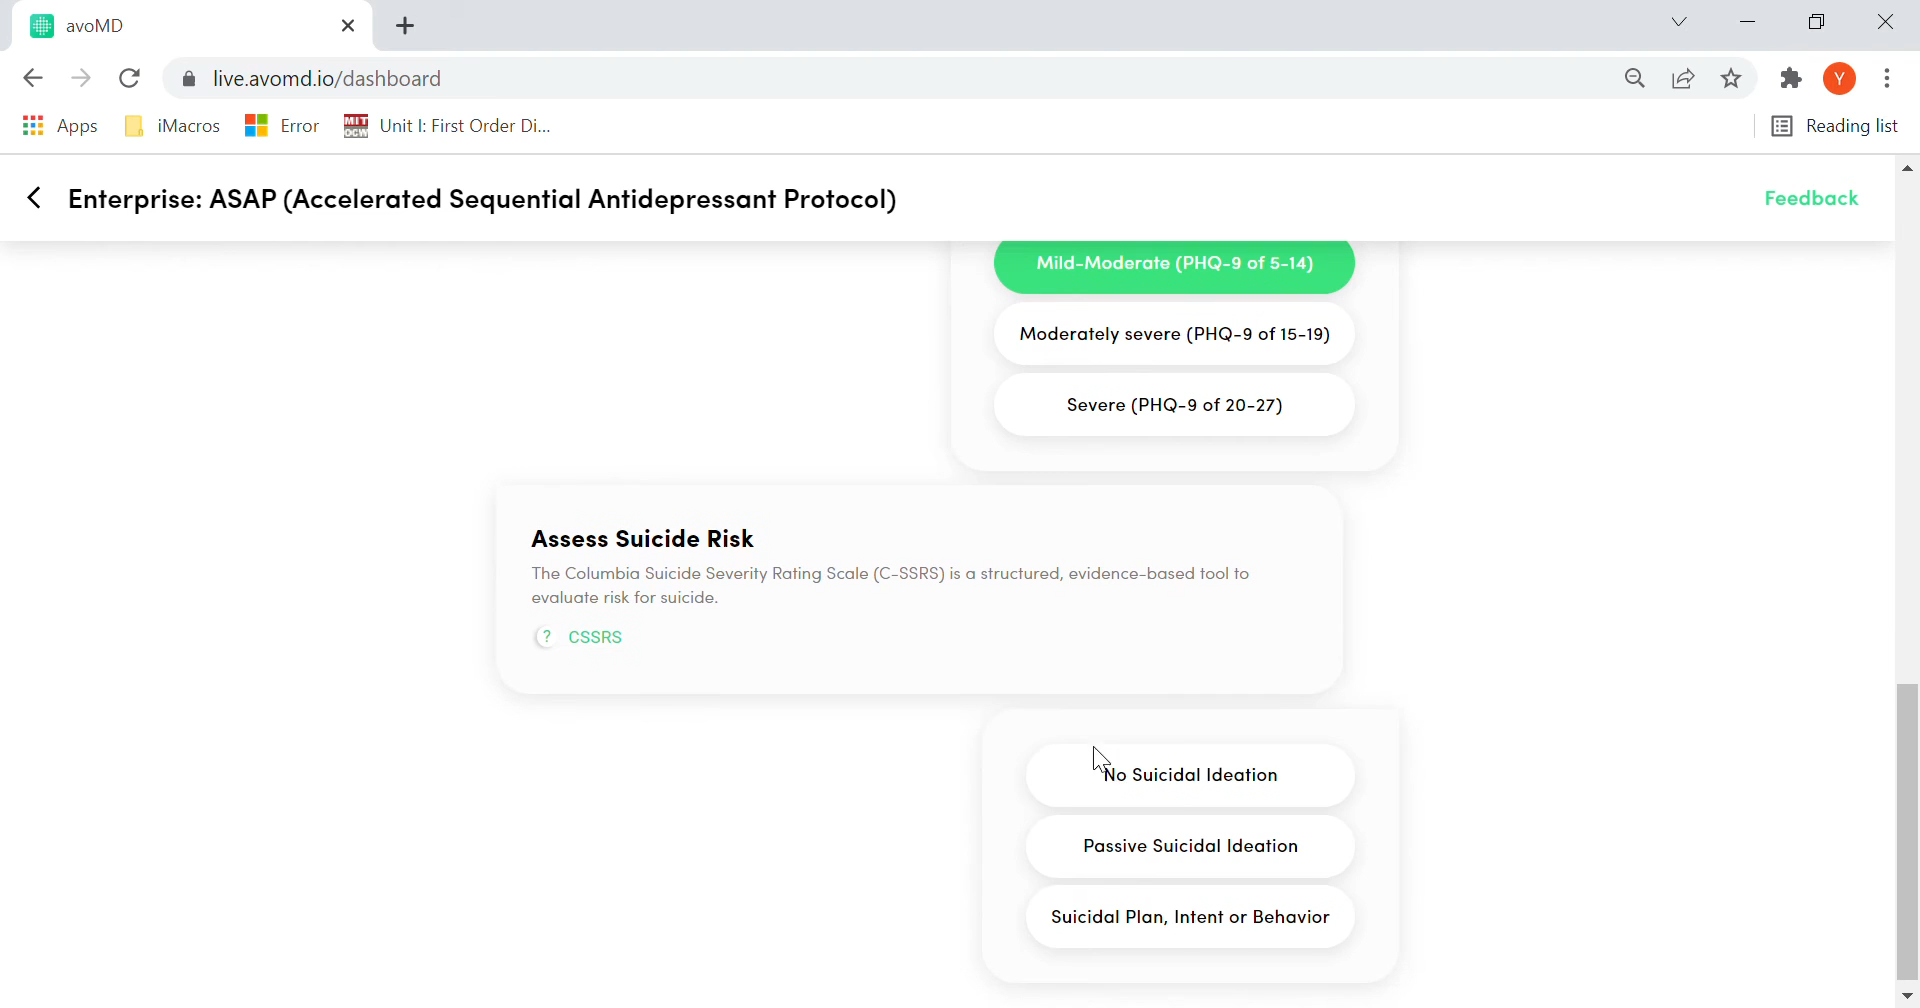 avoMD
live.avomd.io/dashboard
Y
Apps
iMacros
Error
MIT
OCW
Unit I: First Order Di...
Reading list
Enterprise: ASAP (Accelerated Sequential Antidepressant Protocol)
Feedback
Mild-Moderate (PHQ-9 of 5-14)
Moderately severe (PHQ-9 of 15-19)
Severe (PHQ-9 of 20-27)
Assess Suicide Risk
The Columbia Suicide Severity Rating Scale (C-SSRS) is a structured, evidence-based tool to
evaluate risk for suicide.
? CSSRS
No Suicidal Ideation
Passive Suicidal Ideation
Suicidal Plan, Intent or Behavior